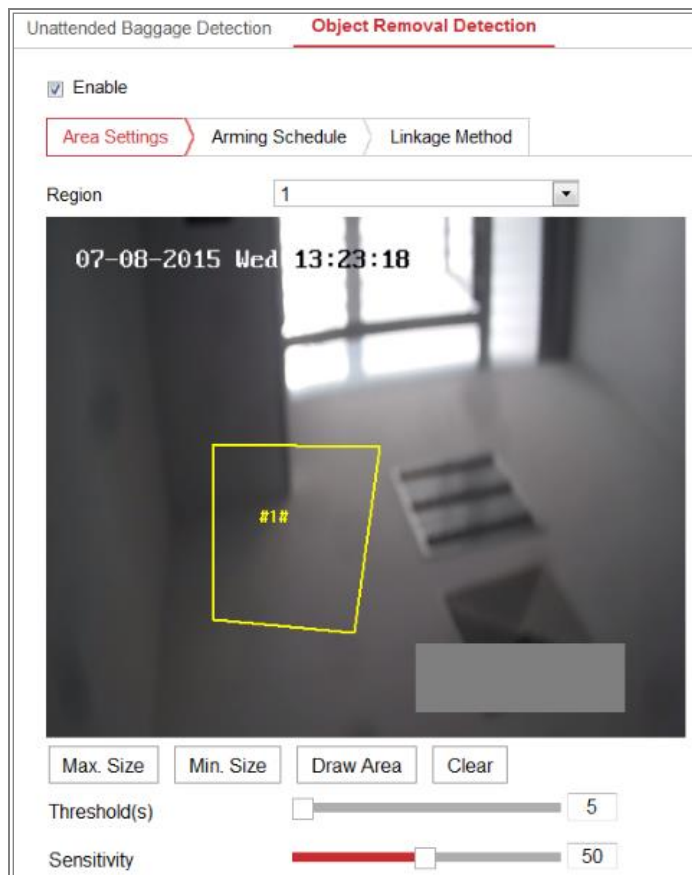 Unattended Baggage Detection Object Removal Detection
Enable
Area Settings Arming Schedule Linkage Method
Region 1
07-08-2015 Wed 13:23:18
#1#
Max. Size Min. Size Draw Area Clear
Threshold(s) 5
Sensitivity 50